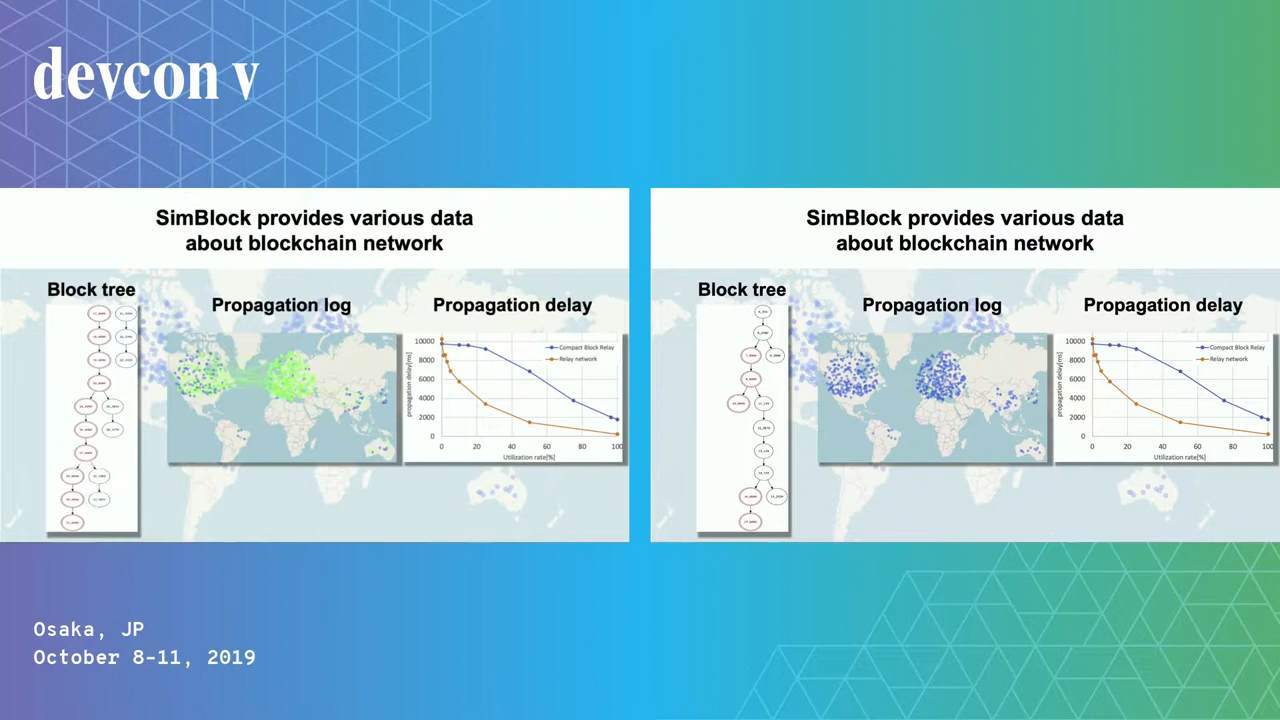 devcon v
SimBlock provides various data
about blockchain network
Block tree
Propagation log
Propagation delay
propagation delay[ms]
10000
8000
6000
4000
2000
0
Compact Block Relay
Relay network
0
20
40
60
80
100
Utilization rate[%]
SimBlock provides various data
about blockchain network
Block tree
Propagation log
Propagation delay
propagation delay[ms]
10000
8000
6000
4000
2000
0
Compact Block Relay
Relay network
0
20
40
60
80
100
Utilization rate[%]
Osaka, JP
October 8-11, 2019